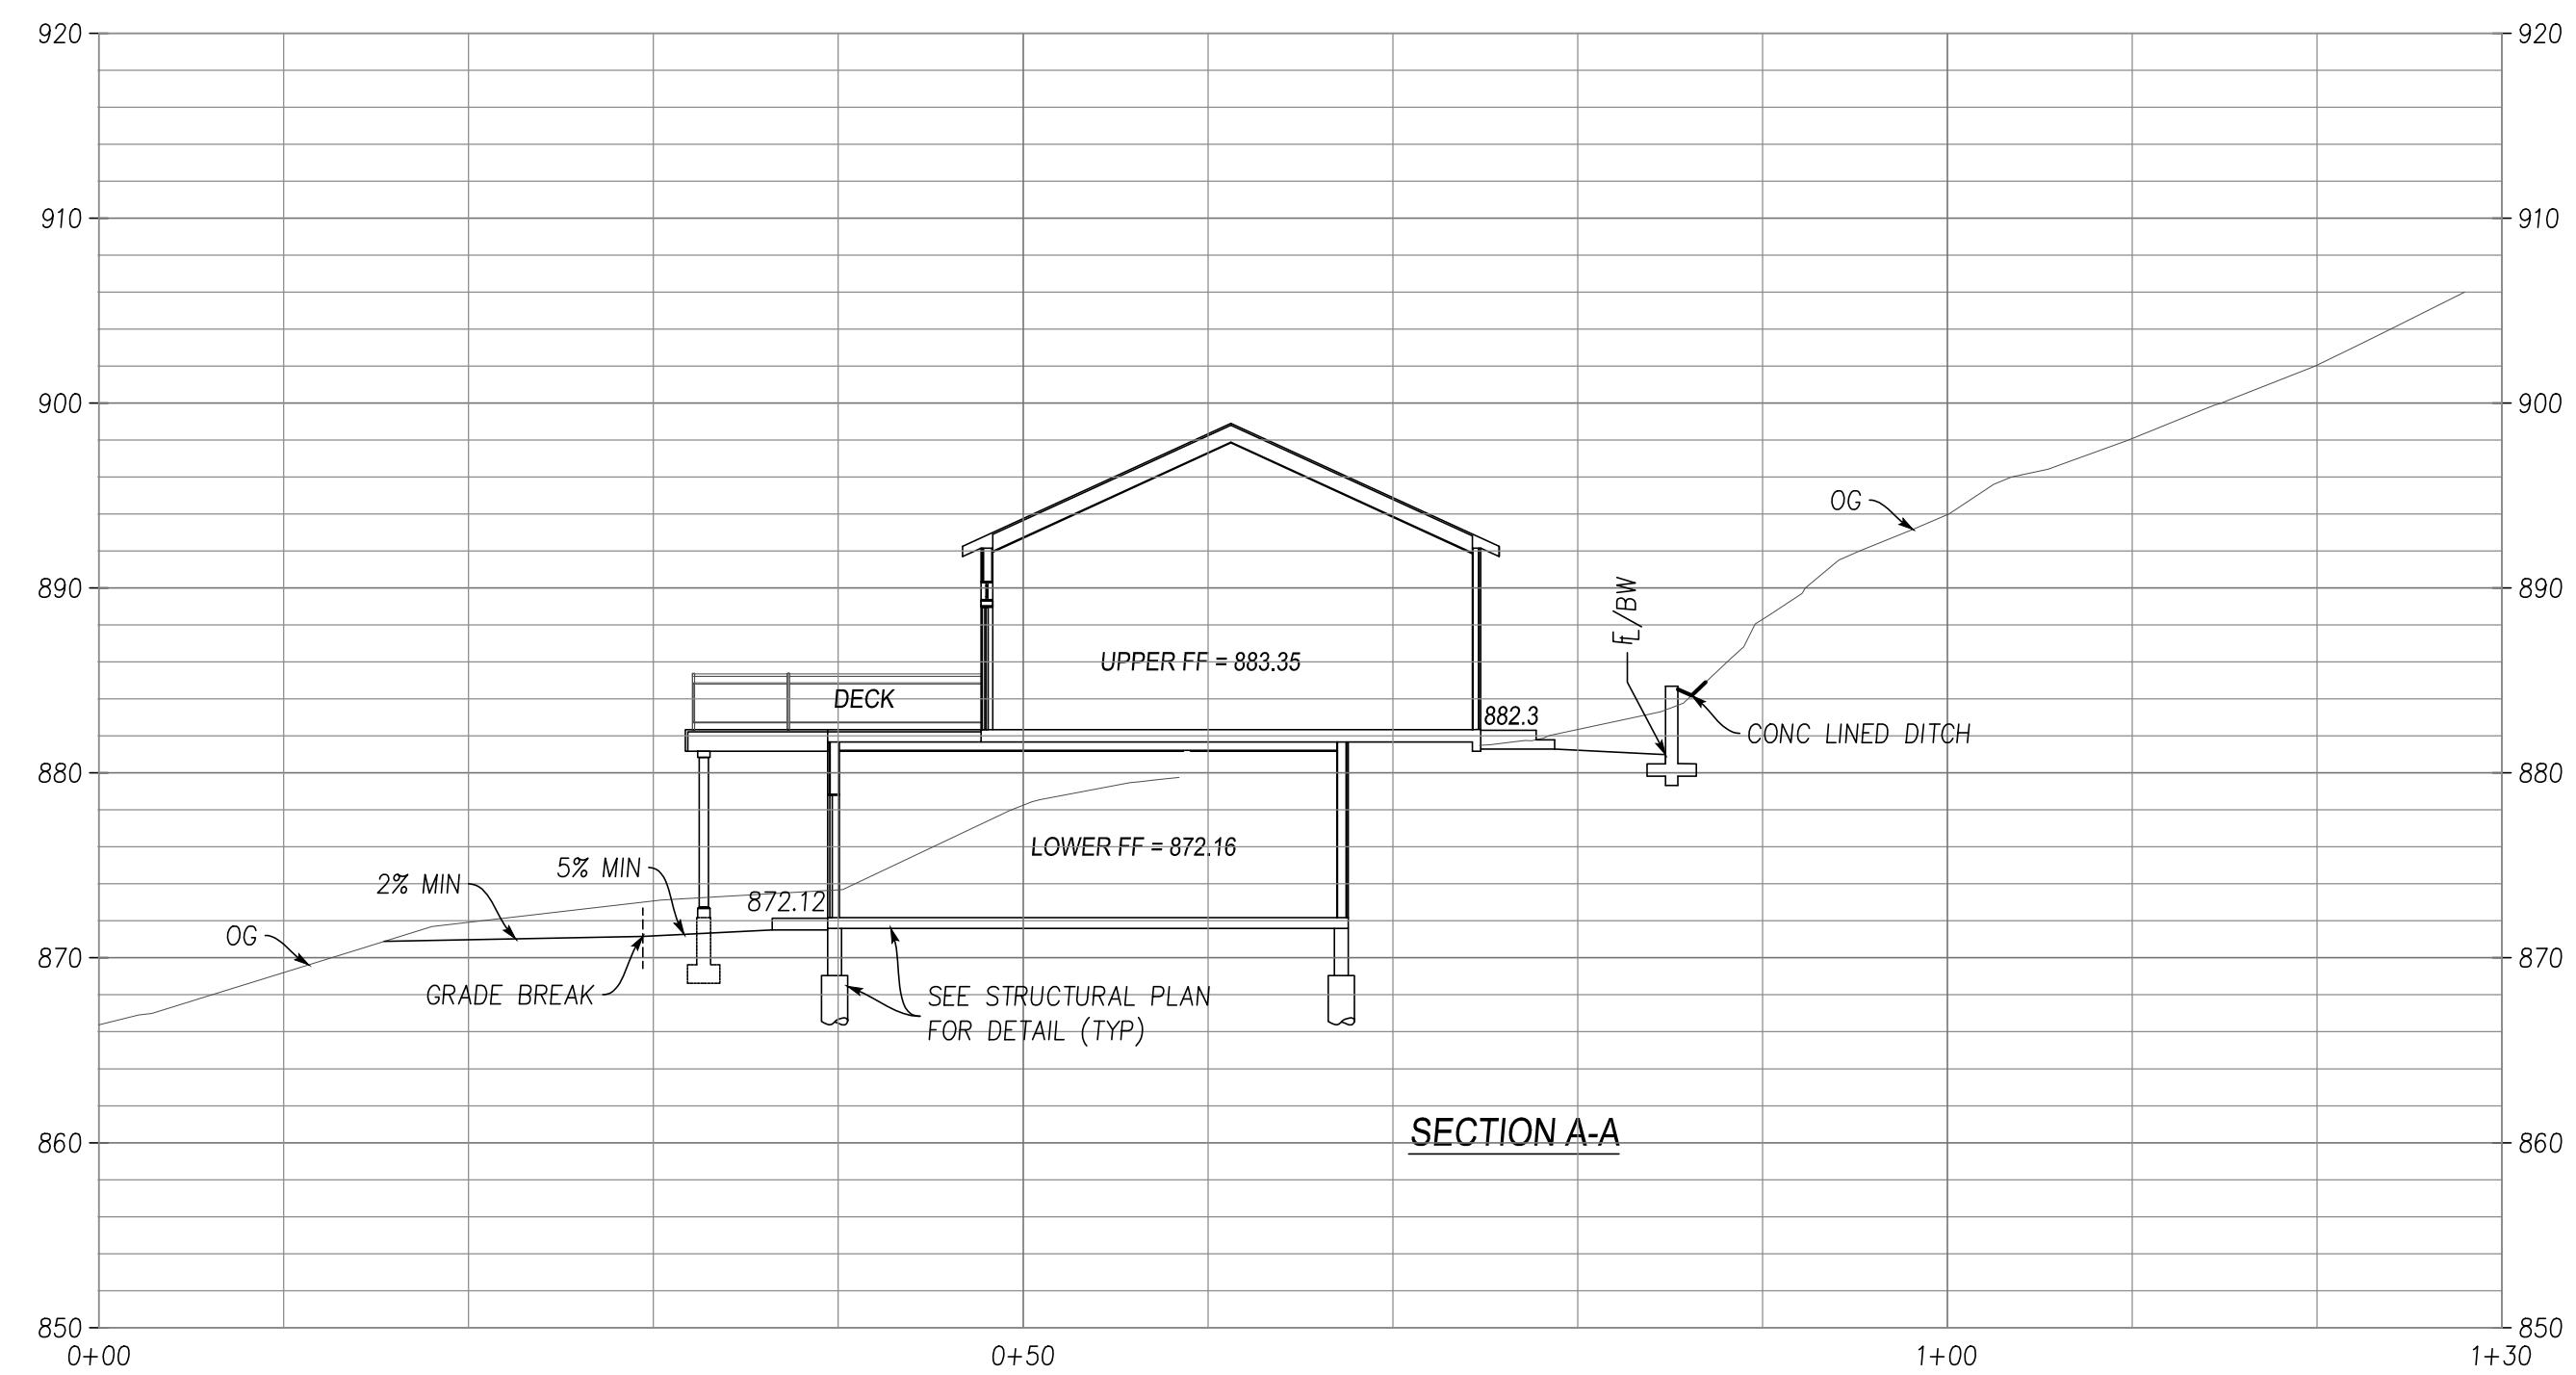 920 920
910 910
900 900
OG
890 890
FL/BW
UPPER FF = 883.35
DECK
882.3
CONC LINED DITCH
880 880
LOWER FF = 872.16
5% MIN
2% MIN
872.12
OG
870 870
GRADE BREAK
SEE STRUCTURAL PLAN
FOR DETAIL (TYP)
SECTION A-A
860 860
850 850
0+00 0+50 1+00 1+30